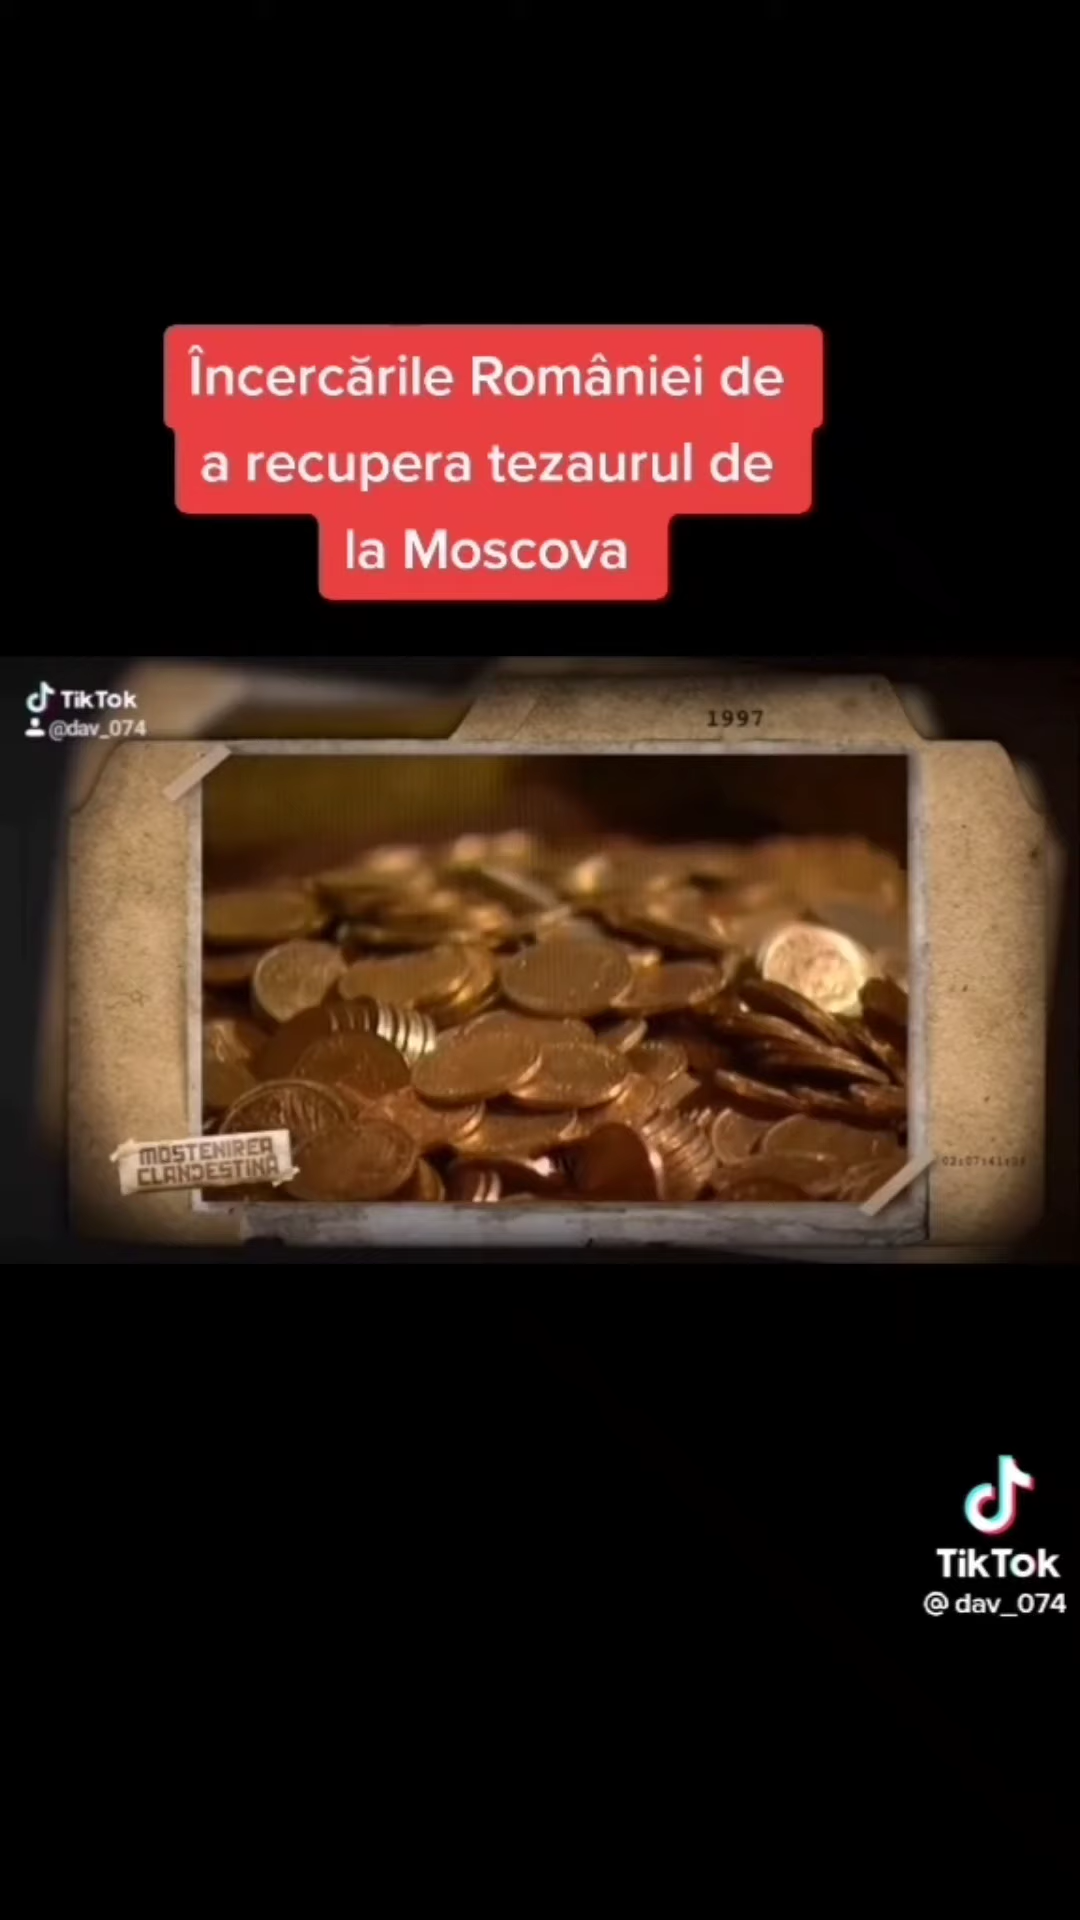 Încercările României de
a recupera tezaurul de
la Moscova
TikTok
@dav_074
1997
MOSTENIREA
CLANDESTINA
TikTok
@dav_074